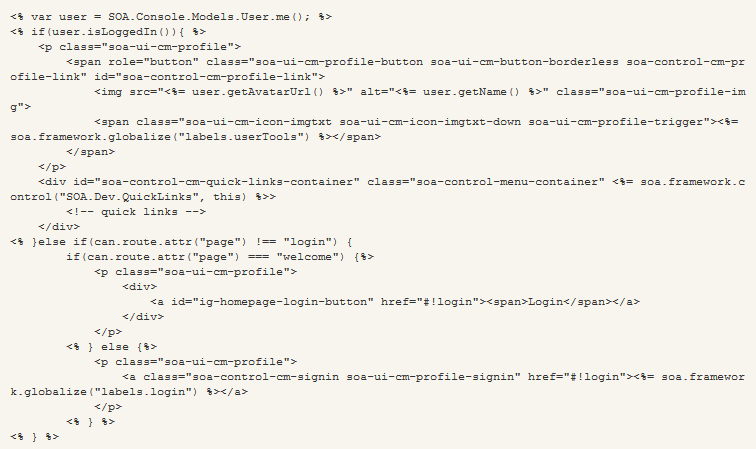 <% var user = SOA.Console.Models.User.me(); %>
<% if(user.isLoggedIn()){ %>
    <p class="soa-ui-cm-profile">
        <span role="button" class="soa-ui-cm-profile-button soa-ui-cm-button-borderless soa-control-cm-pr
ofile-link" id="soa-control-cm-profile-link">
            <img src="<%= user.getAvatarUrl() %>" alt="<%= user.getName() %>" class="soa-ui-cm-profile-im
g">
            <span class="soa-ui-cm-icon-imgtxt soa-ui-cm-icon-imgtxt-down soa-ui-cm-profile-trigger"><%=
soa.framework.globalize("labels.userTools") %></span>
        </span>
    </p>
    <div id="soa-control-cm-quick-links-container" class="soa-control-menu-container" <%= soa.framework.c
ontrol("SOA.Dev.QuickLinks", this) %>>
        <!-- quick links -->
    </div>
<% }else if(can.route.attr("page") !== "login") {
        if(can.route.attr("page") === "welcome") {%>
            <p class="soa-ui-cm-profile">
                <div>
                    <a id="ig-homepage-login-button" href="#!login"><span>Login</span></a>
                </div>
            </p>
        <% } else {%>
            <p class="soa-ui-cm-profile">
                <a class="soa-control-cm-signin soa-ui-cm-profile-signin" href="#!login"><%= soa.framewor
k.globalize("labels.login") %></a>
            </p>
        <% } %>
<% } %>